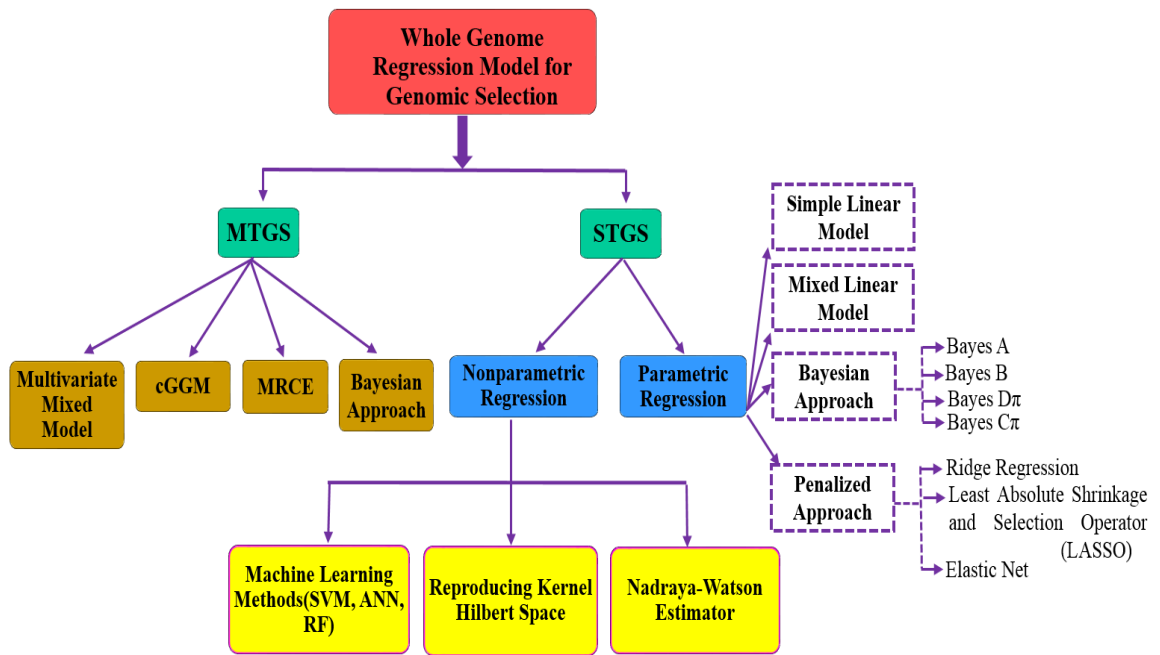 Whole Genome
Regression Model for
Genomic Selection
MTGS
STGS
Simple Linear
Model
Mixed Linear
Model
Multivariate
Mixed
Model
cGGM
MRCE
Bayesian
Approach
Nonparametric
Regression
Parametric
Regression
Bayesian
Approach
Bayes A
Bayes B
Bayes Dπ
Bayes Cπ
Penalized
Approach
Ridge Regression
Least Absolute Shrinkage
and Selection Operator
(LASSO)
Elastic Net
Machine Learning
Methods(SVM, ANN,
RF)
Reproducing Kernel
Hilbert Space
Nadraya-Watson
Estimator